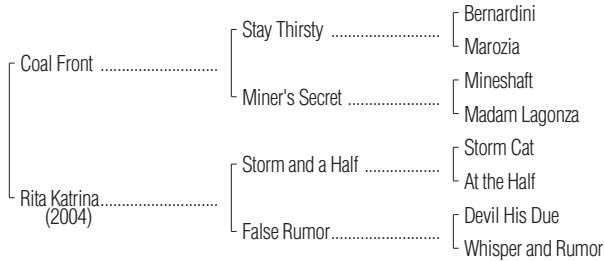 Bernardini
Stay Thirsty ......................
Marozia
Coal Front ........................
Mineshaft
Miner's Secret ..................
Madam Lagonza
Storm Cat
Storm and a Half ...............
At the Half
Rita Katrina........................
(2004)
Devil His Due
False Rumor......................
Whisper and Rumor